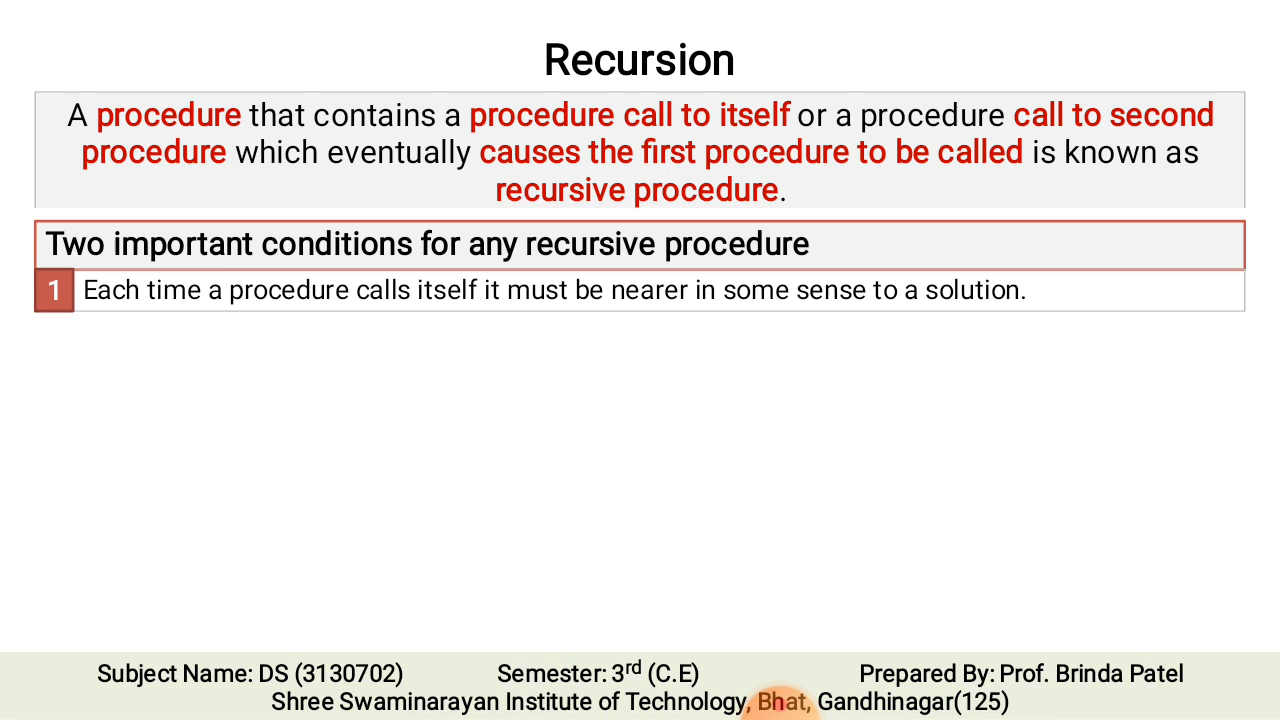 Recursion
A procedure that contains a procedure call to itself or a procedure call to second
procedure which eventually causes the first procedure to be called is known as
recursive procedure.
Two important conditions for any recursive procedure
1 Each time a procedure calls itself it must be nearer in some sense to a solution.
Subject Name: DS (3130702) Semester: 3rd (C.E) Prepared By: Prof. Brinda Patel
Shree Swaminarayan Institute of Technology, Bhat, Gandhinagar(125)